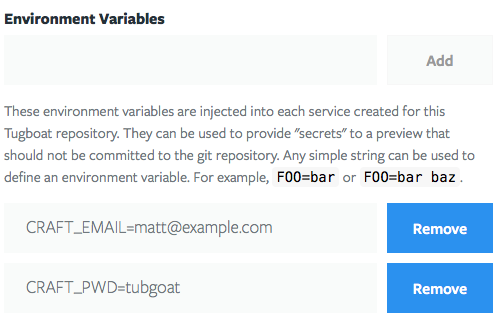 Environment Variables
Add
These environment variables are injected into each service created for this
Tugboat repository. They can be used to provide "secrets" to a preview that
should not be committed to the git repository. Any simple string can be used to
define an environment variable. For example, FOO=bar or FOO=bar baz.
CRAFT_EMAIL=matt@example.com
Remove
CRAFT_PWD=tubgoat
Remove